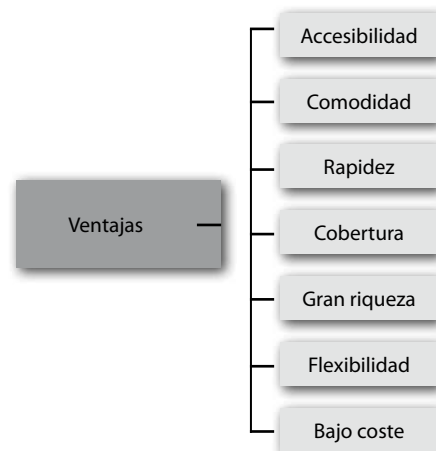 Ventajas
Accesibilidad
Comodidad
Rapidez
Cobertura
Gran riqueza
Flexibilidad
Bajo coste